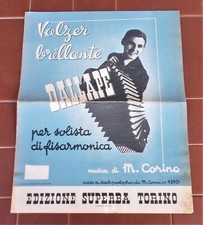 Valzer
brillante
per solista
di fisarmonica
musica di M. Corino
EDIZIONE SUPERBA TORINO